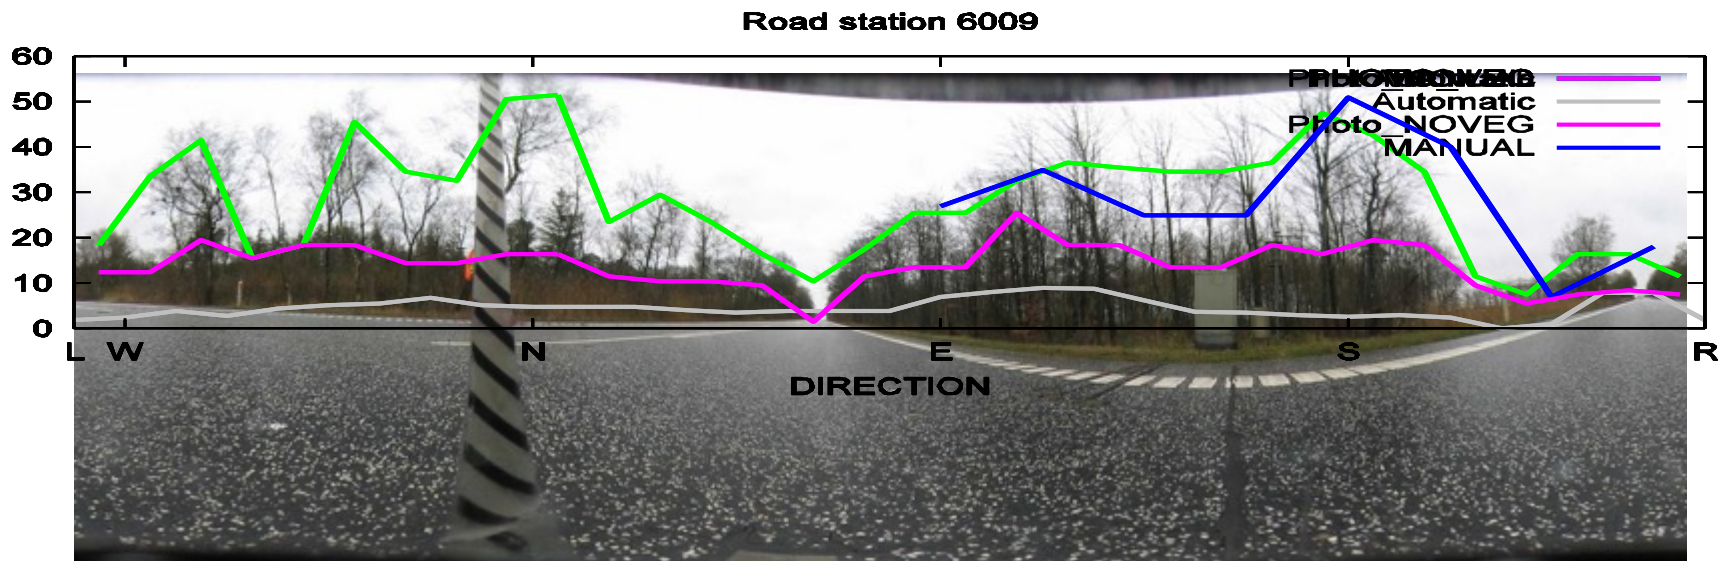 Road station 6009
60
50
40
30
20
10
0
Automatic
Photo_NOVEG
MANUAL
L W N E S R
DIRECTION